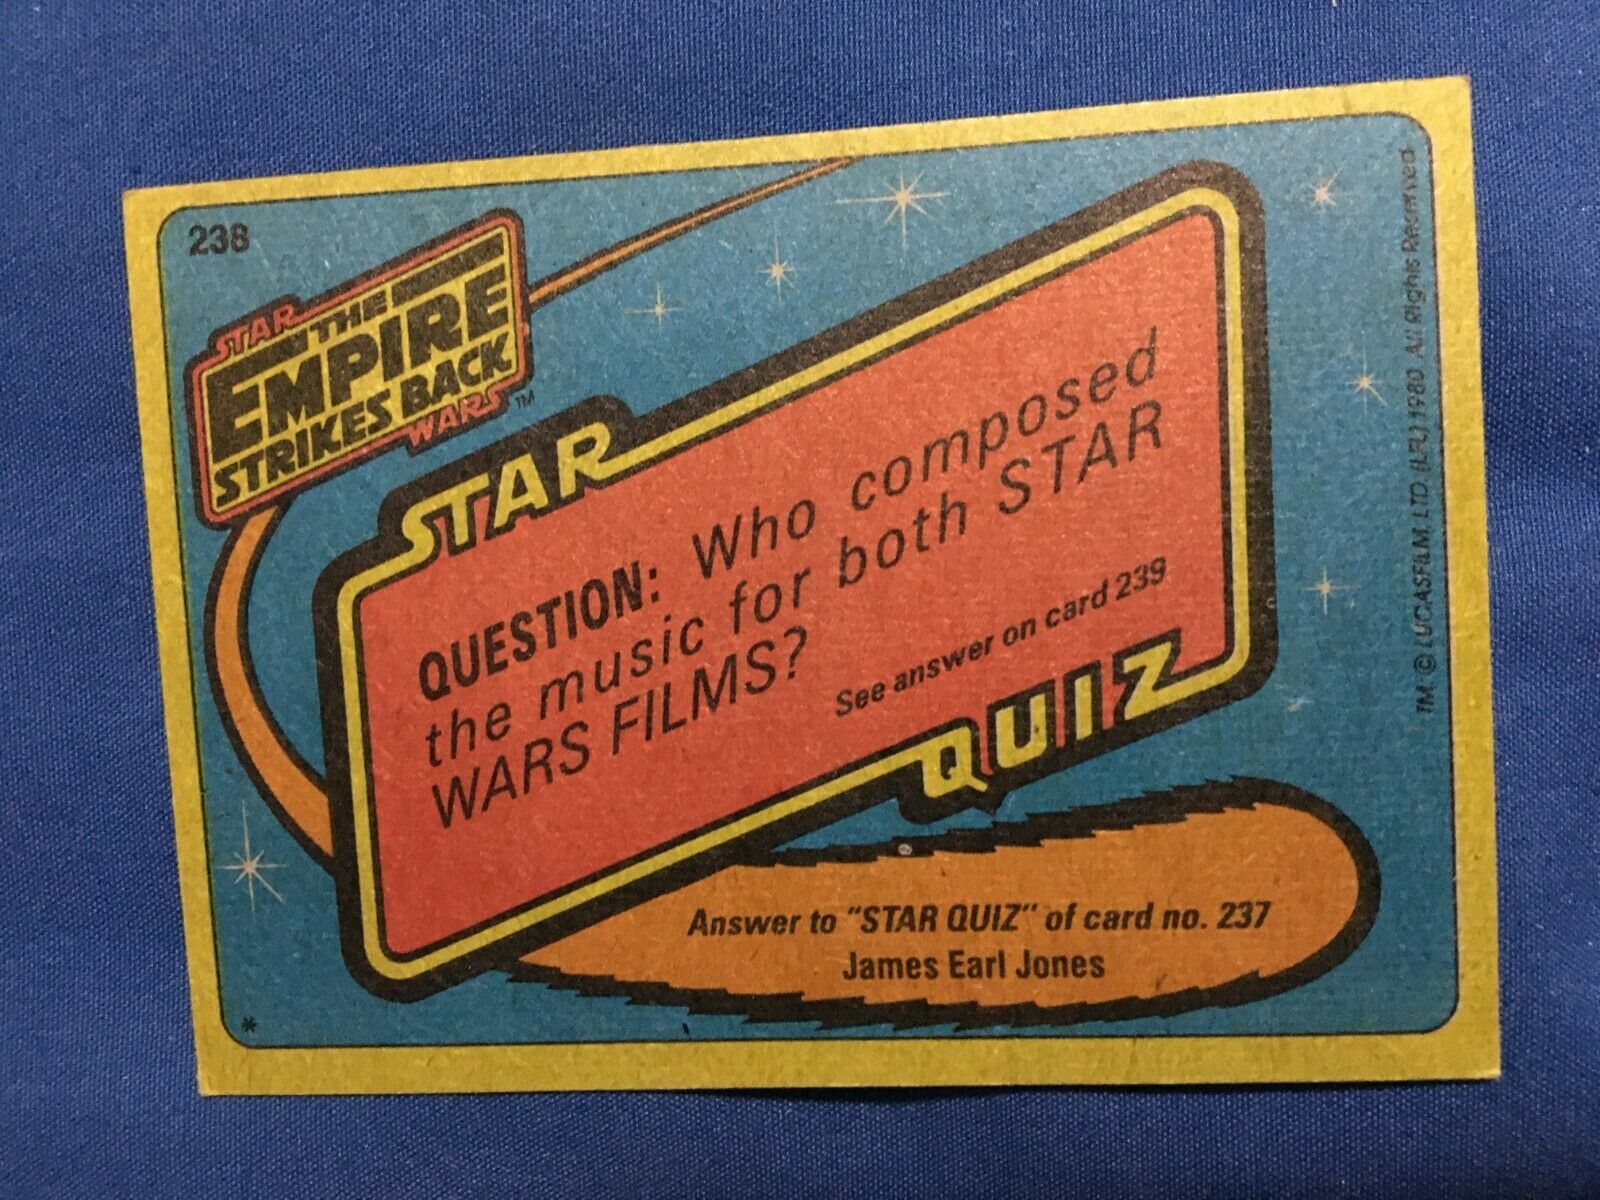 238
STAR
THE
EMPIRE
STRIKES BACK
WARS™
STAR
QUESTION: Who composed
the music for both STAR
WARS FILMS?
See answer on card 239
QUIZ
Answer to "STAR QUIZ" of card no. 237
James Earl Jones
*
TM: © LUCASFILM LTD. (LFL) 1980 All Rights Reserved